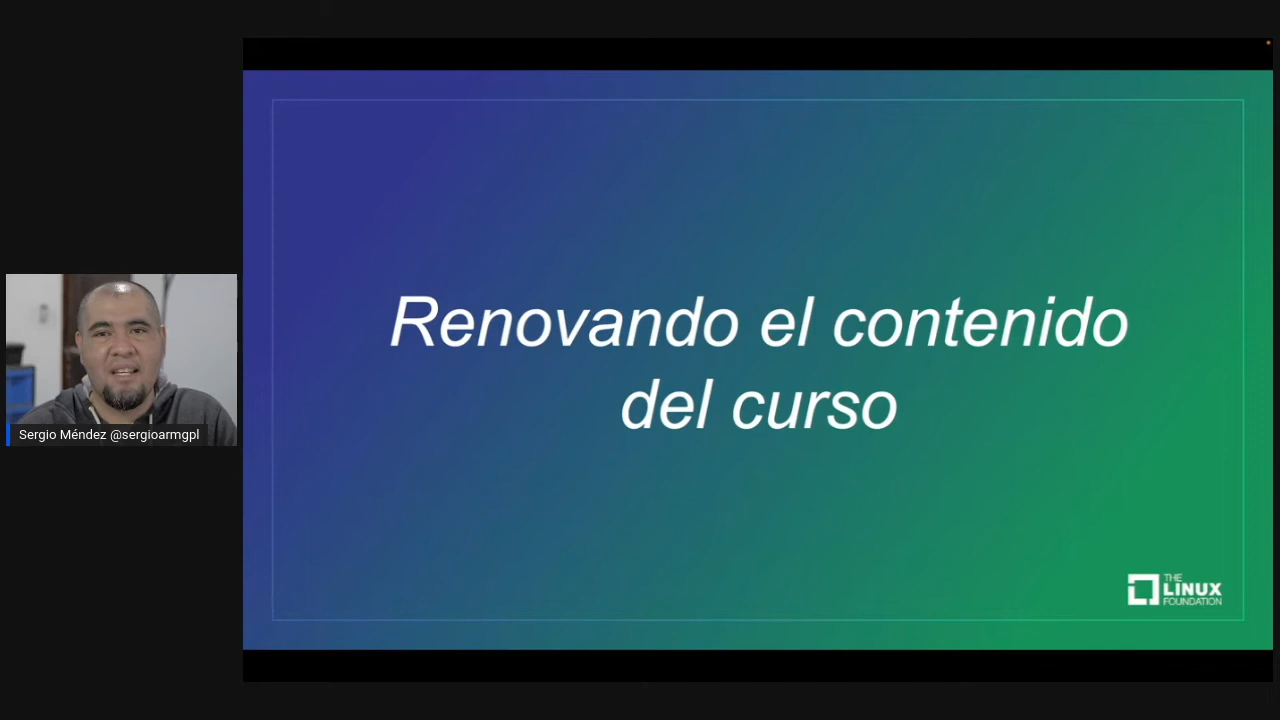 Renovando el contenido
del curso
Sergio Méndez @sergioarmgpl
THE
LINUX
FOUNDATION